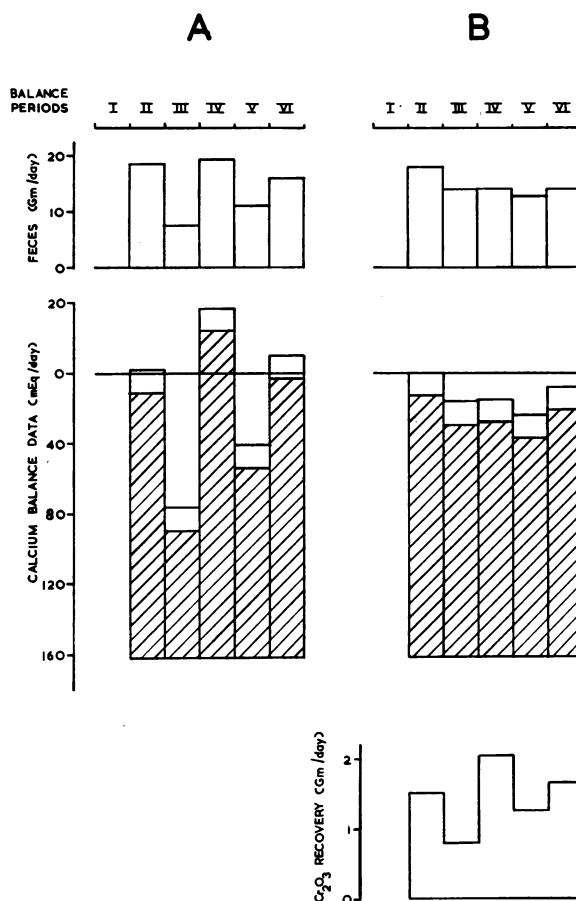 A B
BALANCE PERIODS I II III IV V VI I II III IV V VI
FECES (Gm/day)
20
10
0
CALCIUM BALANCE DATA (mEq/day)
20
0
40
80
120
160
Cr2O3 RECOVERY (Gm/day)
2
1
0